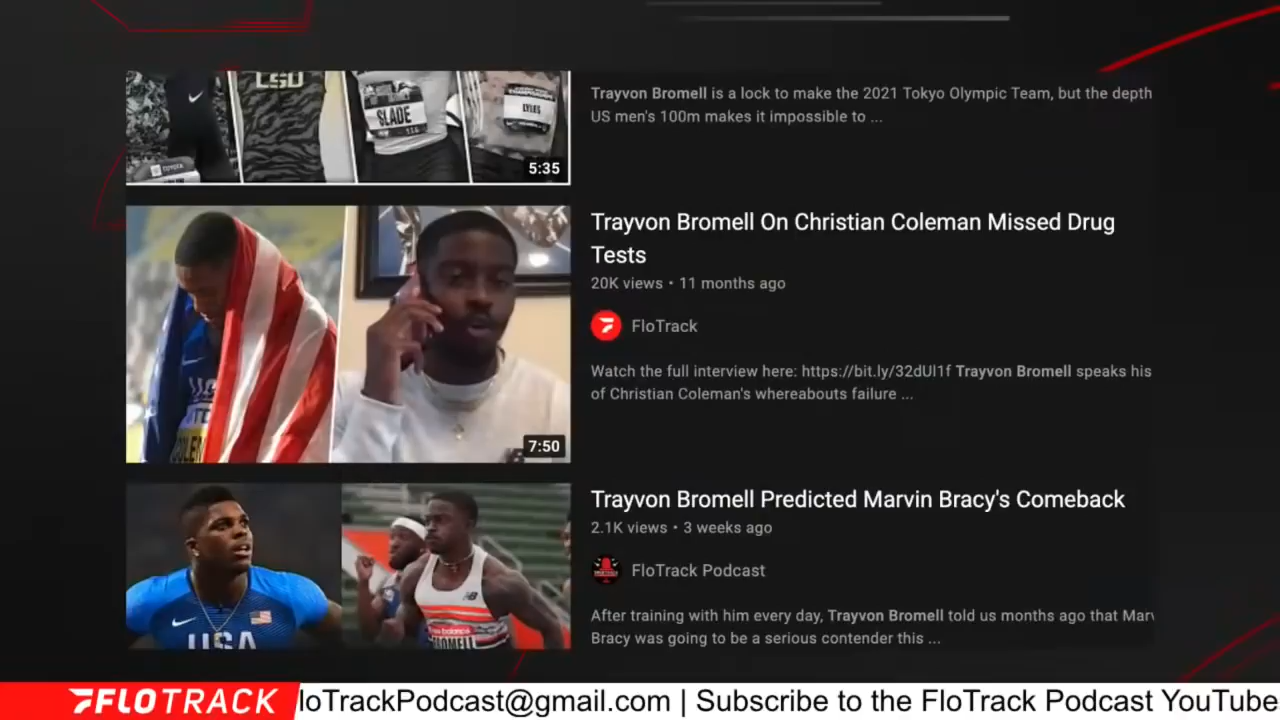 LSU
SLADE
LYLES
5:35
Trayvon Bromell is a lock to make the 2021 Tokyo Olympic Team, but the depth
US men's 100m makes it impossible to ...
Trayvon Bromell On Christian Coleman Missed Drug
Tests
20K views • 11 months ago
FloTrack
Watch the full interview here: https://bit.ly/32dUl1f Trayvon Bromell speaks his
of Christian Coleman's whereabouts failure ...
7:50
Trayvon Bromell Predicted Marvin Bracy's Comeback
2.1K views • 3 weeks ago
FloTrack Podcast
After training with him every day, Trayvon Bromell told us months ago that Marv
Bracy was going to be a serious contender this ...
USA
FLOTRACK
loTrackPodcast@gmail.com | Subscribe to the FloTrack Podcast YouTube